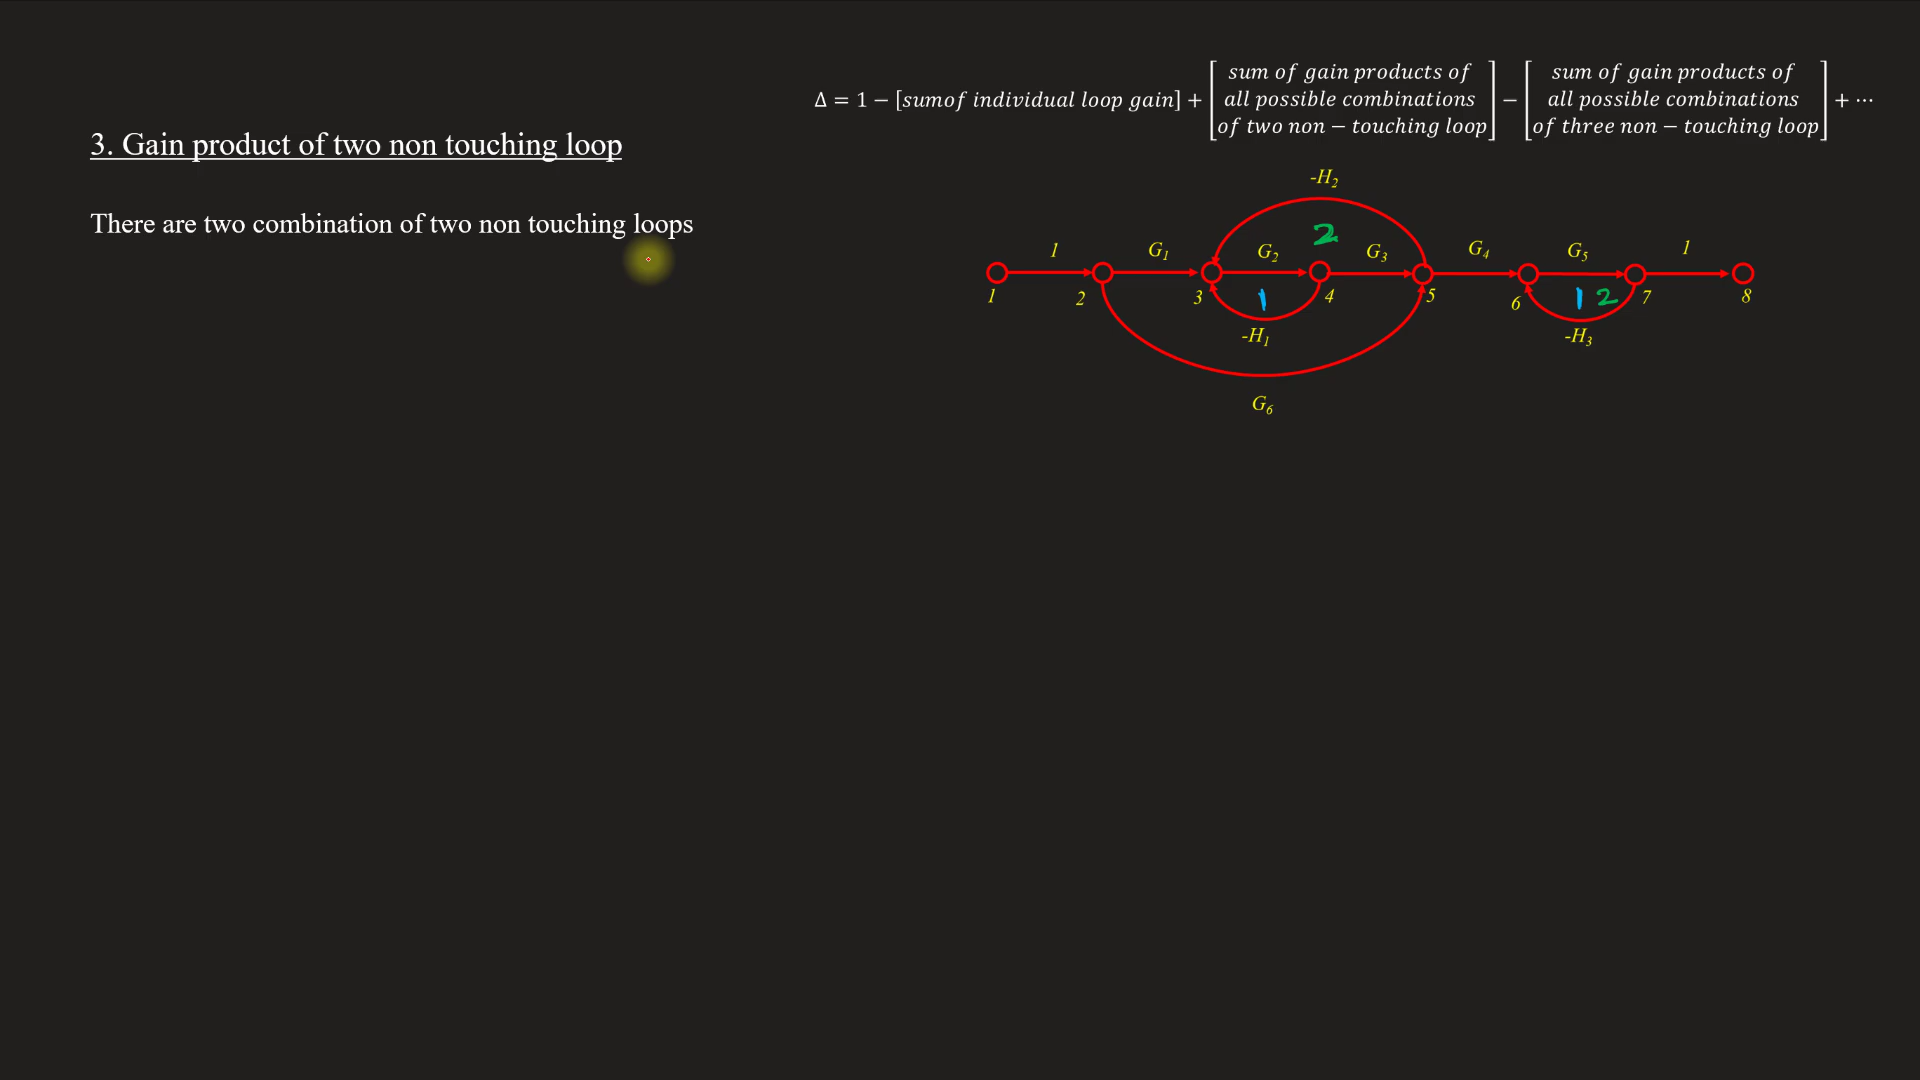 Δ = 1 − [sumof individual loop gain] + [sum of gain products of all possible combinations of two non − touching loop] − [sum of gain products of all possible combinations of three non − touching loop] + ⋯
3. Gain product of two non touching loop
There are two combination of two non touching loops
-H₂
2
1 G₁ G₂ G₃ G₄ G₅ 1
1 2 3 1 4 5 6 1 2 7 8
-H₁ -H₃
G₆